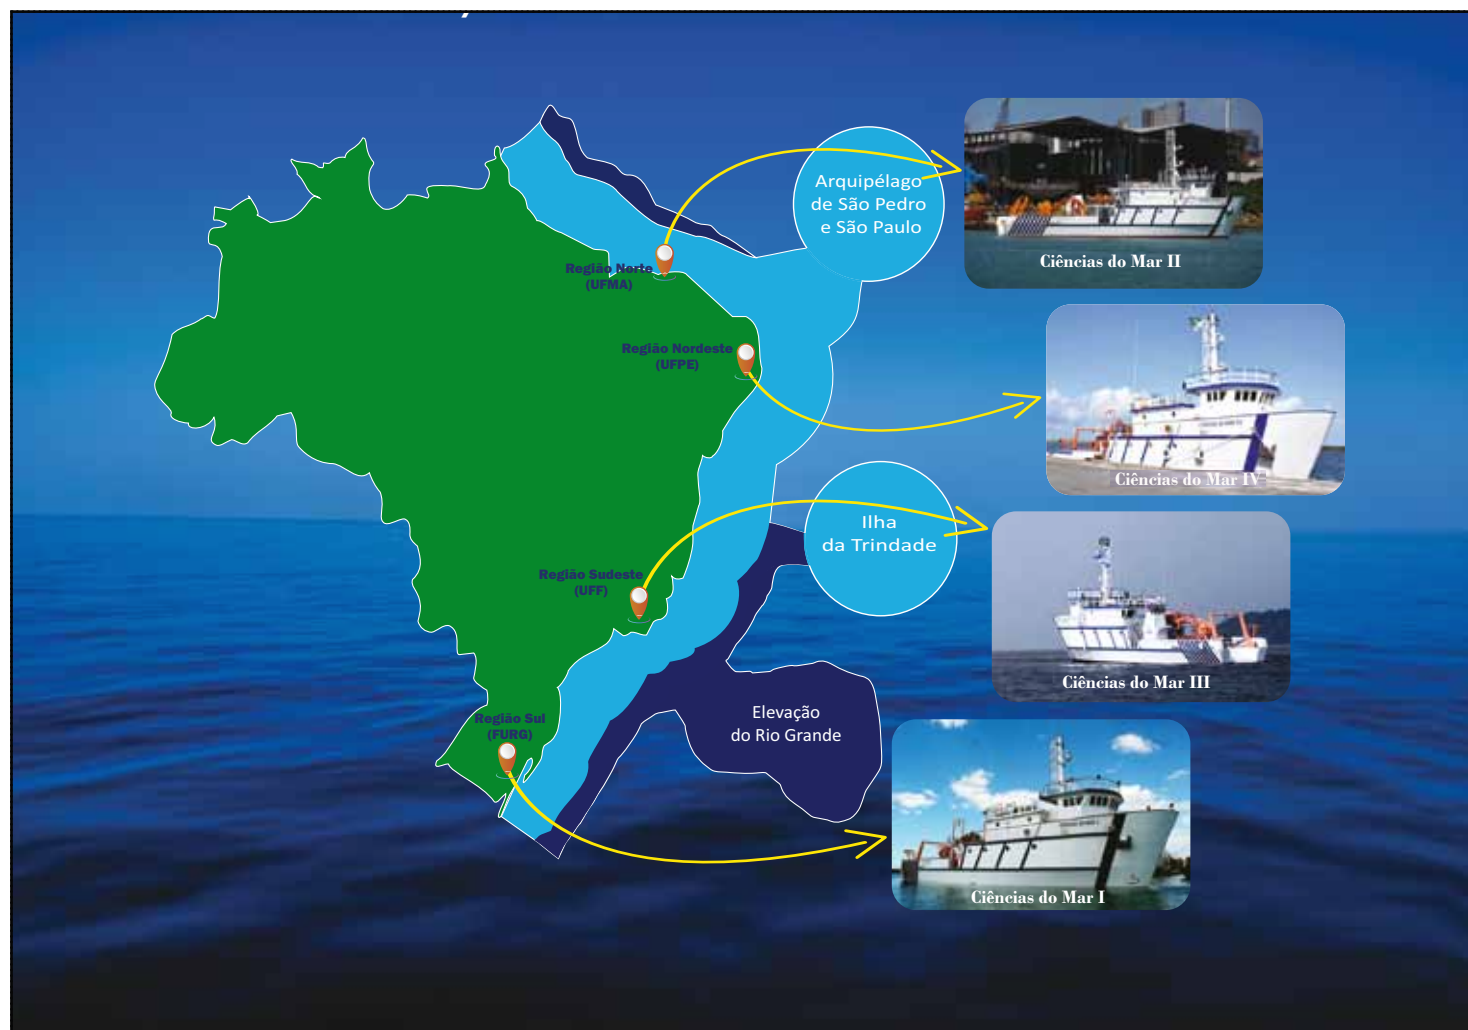 Arquipélago
de São Pedro
e São Paulo
Ciências do Mar II
Região Norte
(UFMA)
Região Nordeste
(UFPE)
Ciências do Mar IV
Ilha
da Trindade
Região Sudeste
(UFF)
Ciências do Mar III
Região Sul
(FURG)
Elevação
do Rio Grande
Ciências do Mar I